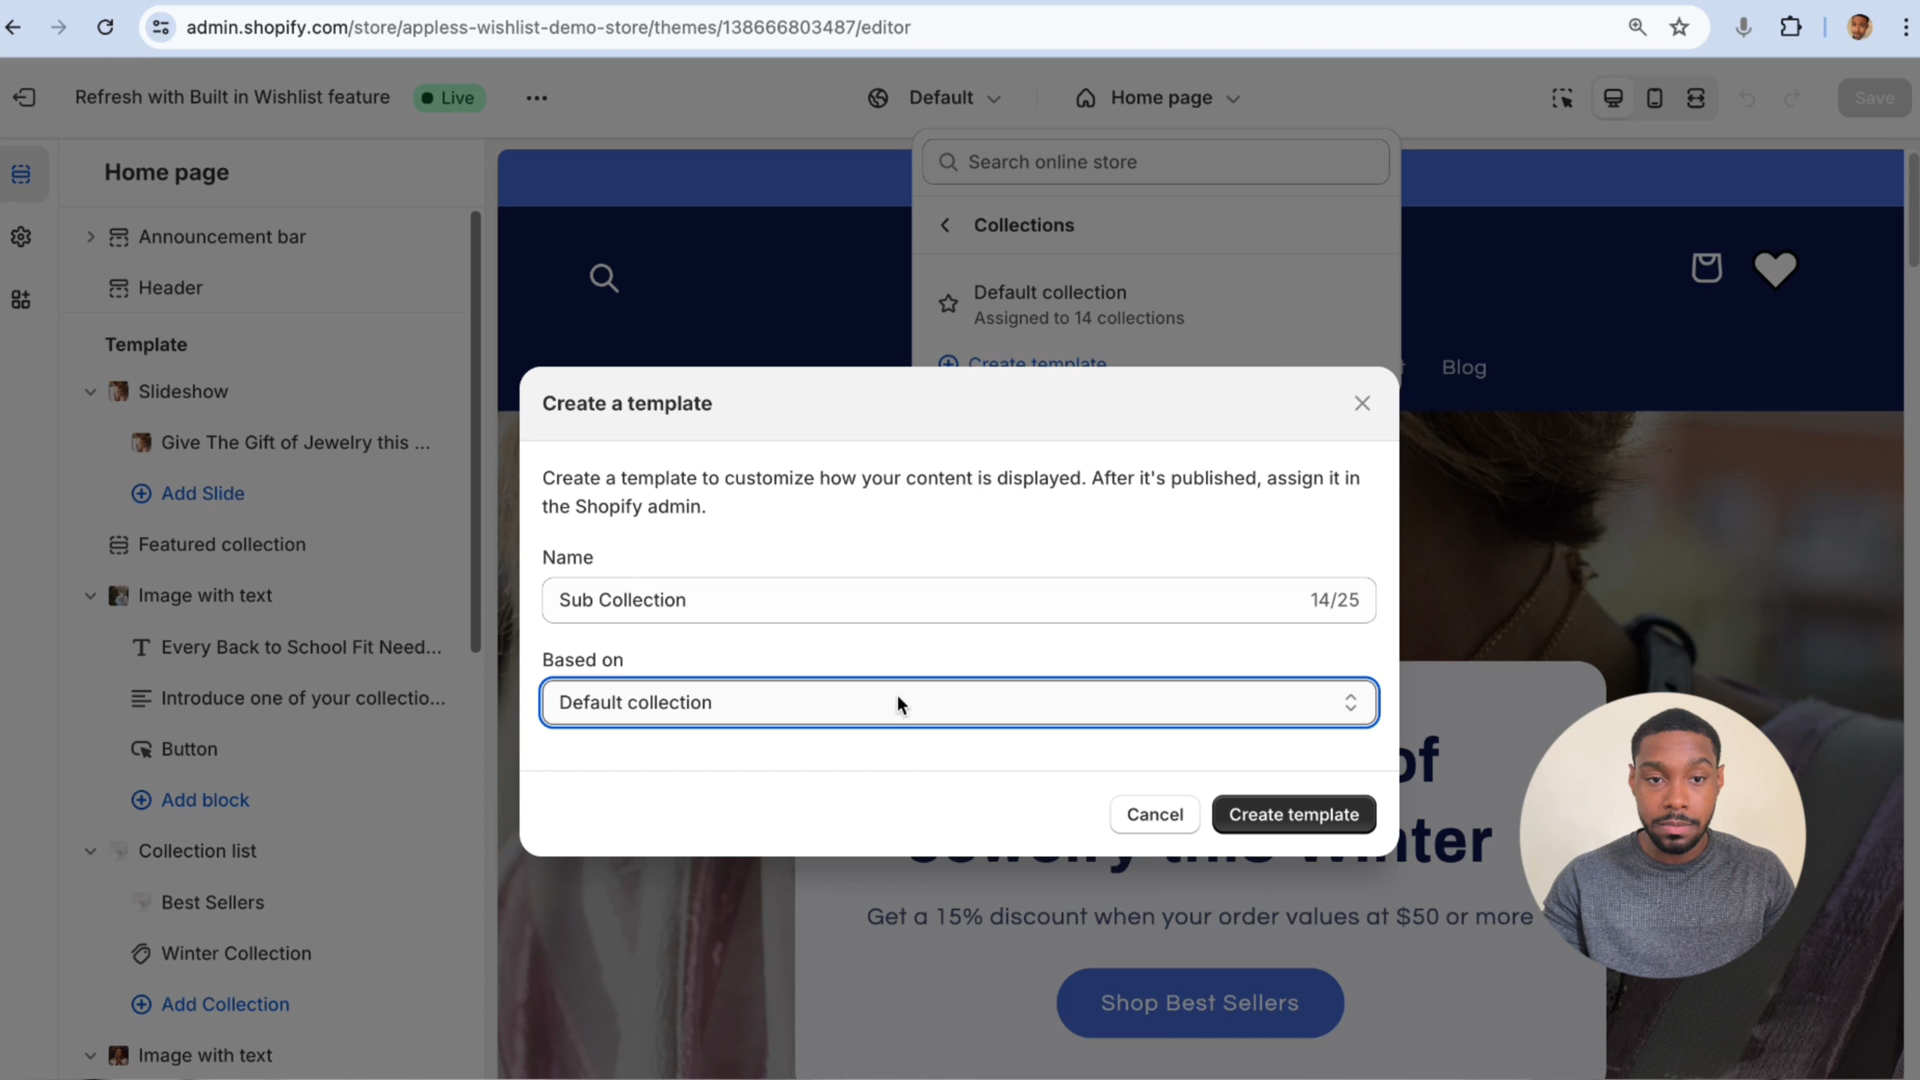 admin.shopify.com/store/appless-wishlist-demo-store/themes/138666803487/editor
Refresh with Built in Wishlist feature
Live
Default
Home page
Save
Home page
Announcement bar
Header
Template
Slideshow
Give The Gift of Jewelry this ...
Add Slide
Featured collection
Image with text
Every Back to School Fit Need...
Introduce one of your collectio...
Button
Add block
Collection list
Best Sellers
Winter Collection
Add Collection
Image with text
Search online store
Collections
Default collection
Assigned to 14 collections
Create template
Blog
Create a template
Create a template to customize how your content is displayed. After it's published, assign it in
the Shopify admin.
Name
Sub Collection
14/25
Based on
Default collection
Cancel
Create template
of
Jewelry this Winter
Get a 15% discount when your order values at $50 or more
Shop Best Sellers